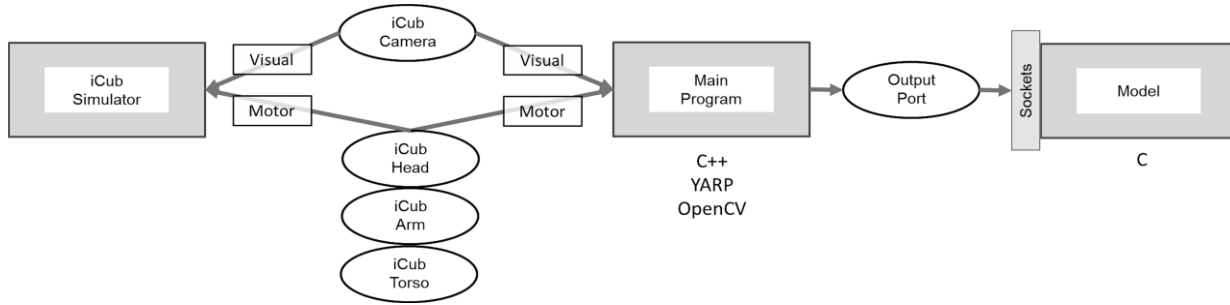 iCub
Simulator
Visual
Motor
iCub
Camera
iCub
Head
iCub
Arm
iCub
Torso
Visual
Motor
Main
Program
C++
YARP
OpenCV
Output
Port
Sockets
Model
C